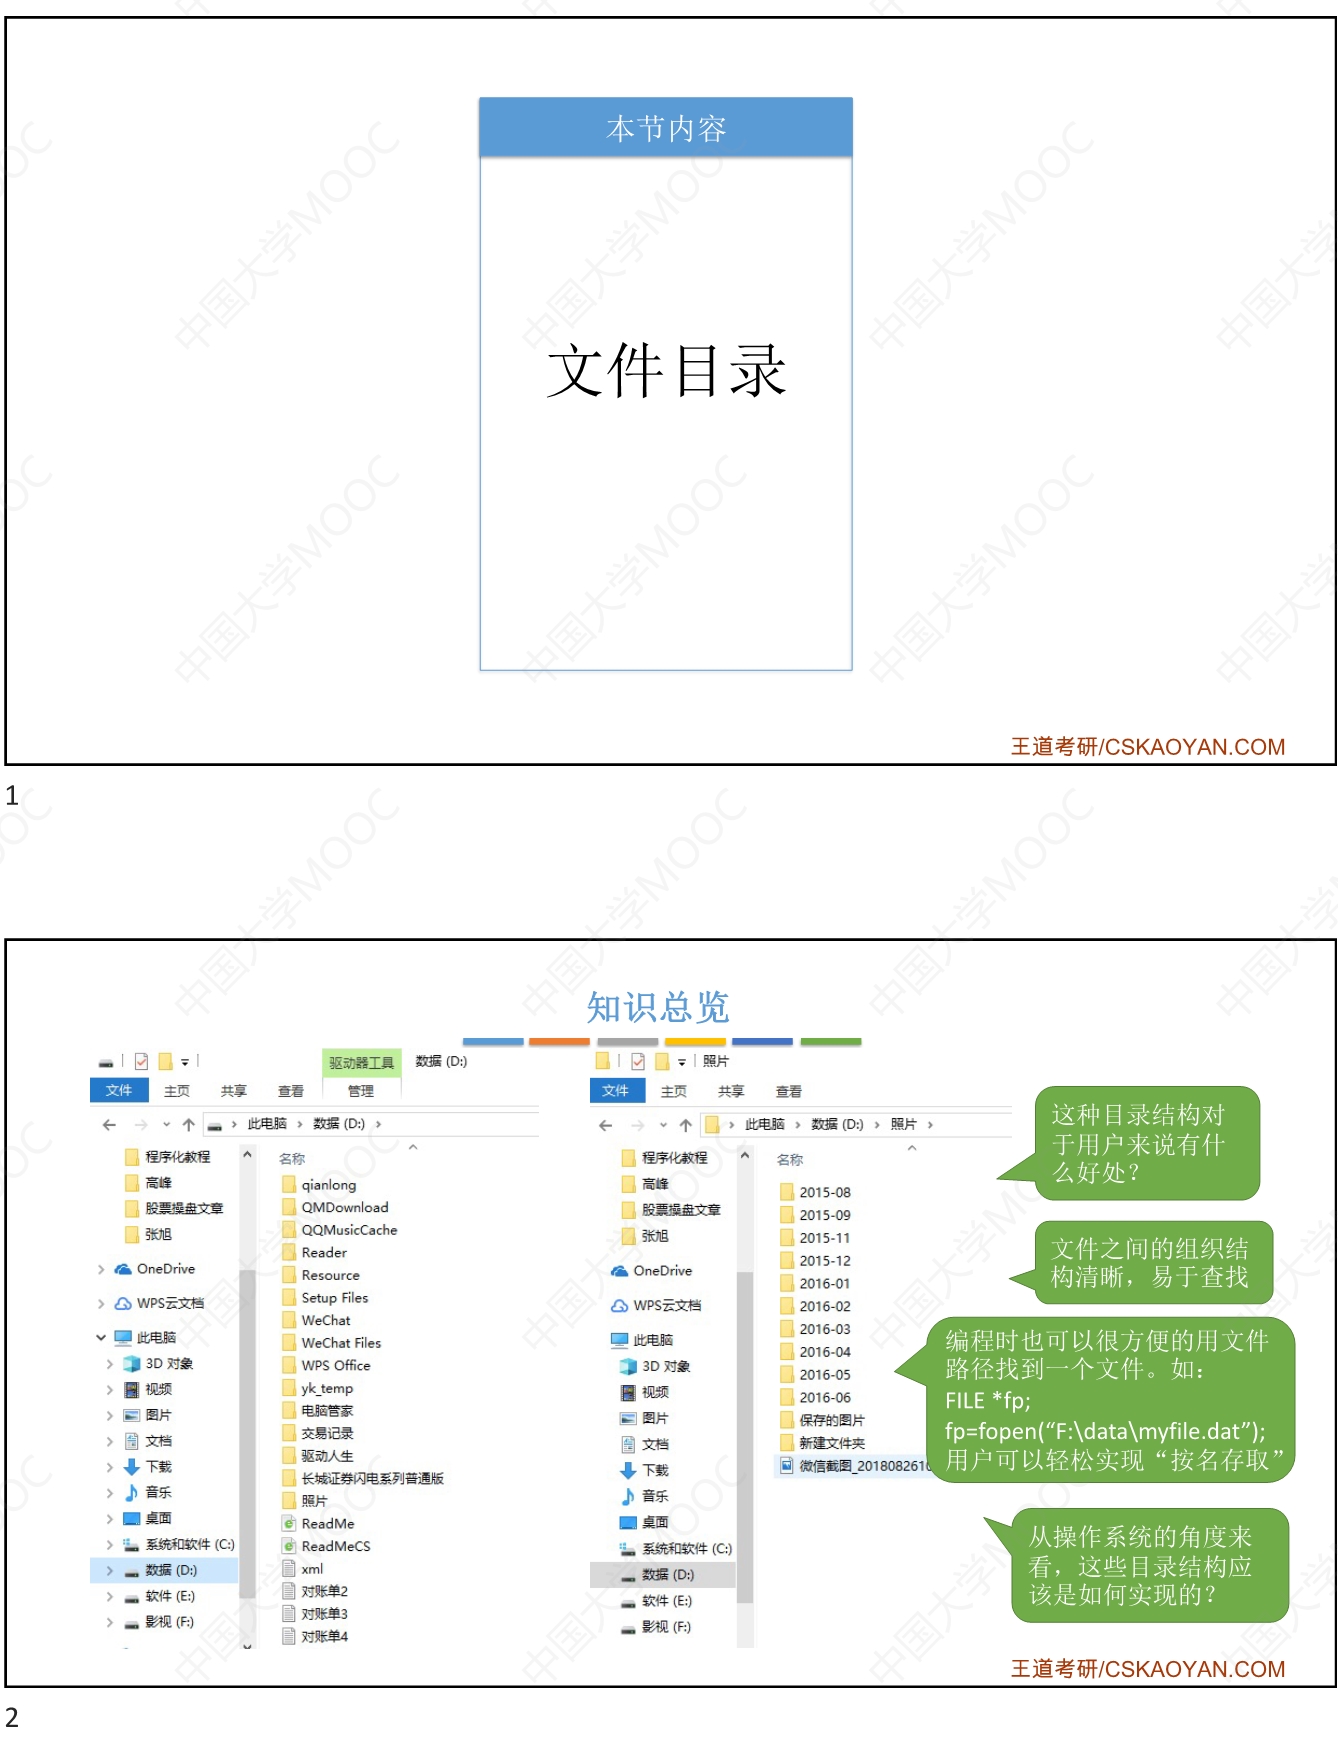 本节内容
文件目录
王道考研/CSKAOYAN.COM
1
知识总览
驱动器工具
数据 (D:)
文件
主页
共享
查看
管理
此电脑 › 数据 (D:) ›
程序化教程
高峰
股票操盘文章
张旭
OneDrive
WPS云文档
此电脑
3D 对象
视频
图片
文档
下载
音乐
桌面
系统和软件 (C:)
数据 (D:)
软件 (E:)
影视 (F:)
名称
qianlong
QMDownload
QQMusicCache
Reader
Resource
Setup Files
WeChat
WeChat Files
WPS Office
yk_temp
电脑管家
交易记录
驱动人生
长城证券闪电系列普通版
照片
ReadMe
ReadMeCS
xml
对账单2
对账单3
对账单4
照片
文件
主页
共享
查看
此电脑 › 数据 (D:) › 照片 ›
程序化教程
高峰
股票操盘文章
张旭
OneDrive
WPS云文档
此电脑
3D 对象
视频
图片
文档
下载
音乐
桌面
系统和软件 (C:)
数据 (D:)
软件 (E:)
影视 (F:)
名称
2015-08
2015-09
2015-11
2015-12
2016-01
2016-02
2016-03
2016-04
2016-05
2016-06
保存的图片
新建文件夹
微信截图_2018082610
这种目录结构对
于用户来说有什
么好处？
文件之间的组织结
构清晰，易于查找
编程时也可以很方便的用文件
路径找到一个文件。如：
FILE *fp;
fp=fopen(“F:\data\myfile.dat”);
用户可以轻松实现“按名存取”
从操作系统的角度来
看，这些目录结构应
该是如何实现的？
王道考研/CSKAOYAN.COM
2
中国大学MOOC